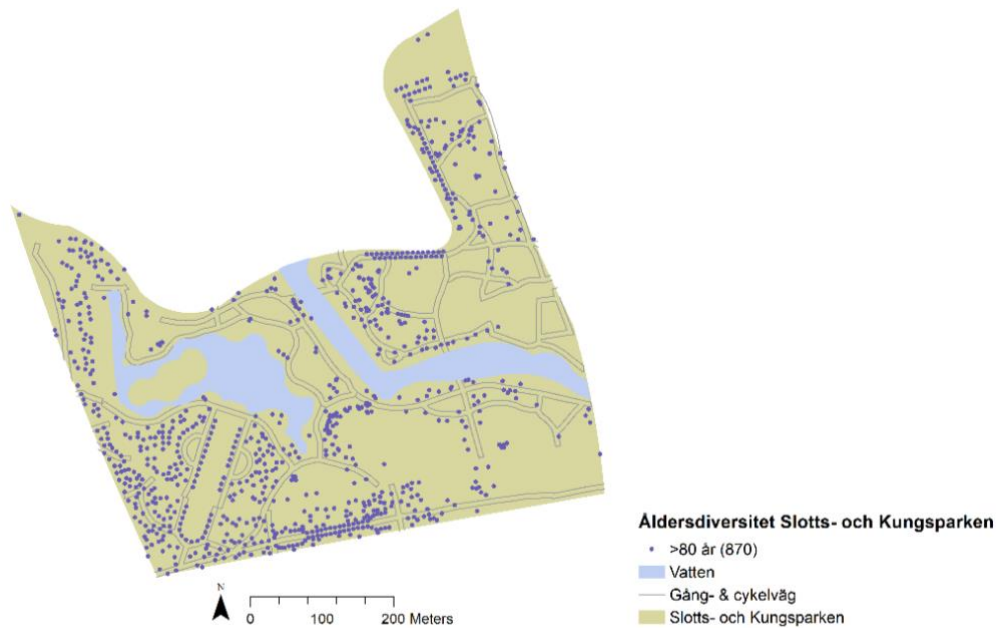 Åldersdiversitet Slotts- och Kungsparken
>80 år (870)
Vatten
Gång- & cykelväg
Slotts- och Kungsparken
N
0 100 200 Meters